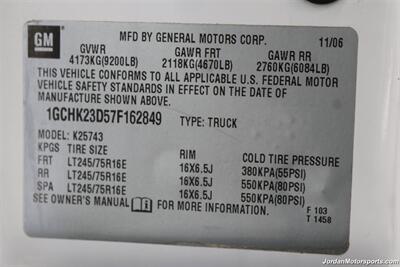 GM
MFD BY GENERAL MOTORS CORP. 11/06
GVWR GAWR FRT GAWR RR
4173KG(9200LB) 2118KG(4670LB) 2760KG(6084LB)
THIS VEHICLE CONFORMS TO ALL APPLICABLE U.S. FEDERAL MOTOR
VEHICLE SAFETY STANDARDS IN EFFECT ON THE DATE OF
MANUFACTURE SHOWN ABOVE.
1GCHK23D57F162849 TYPE: TRUCK
MODEL: K25743
KPGS TIRE SIZE RIM COLD TIRE PRESSURE
FRT LT245/75R16E 16X6.5J 380KPA(55PSI)
RR LT245/75R16E 16X6.5J 550KPA(80PSI)
SPA LT245/75R16E 16X6.5J 550KPA(80PSI)
SEE OWNER'S MANUAL FOR MORE INFORMATION. F 103
T 1458
JordanMotorsports.com